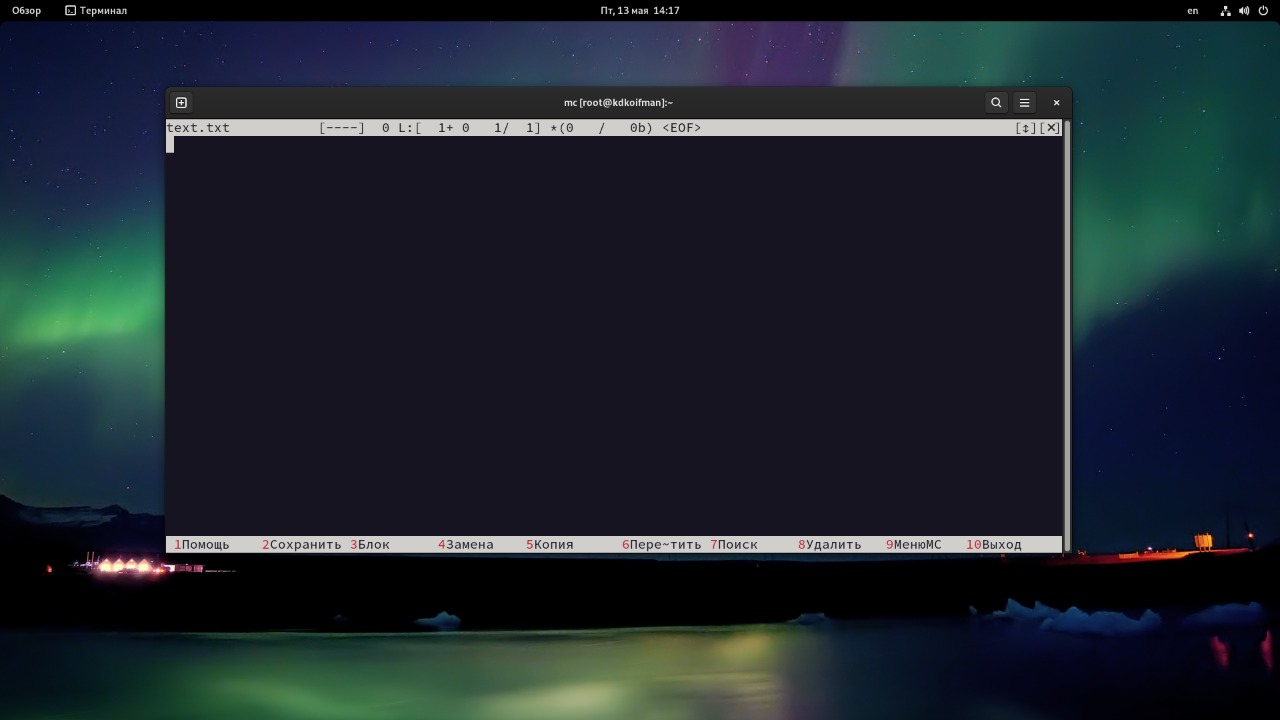 Обзор Терминал Пт, 13 мая 14:17 en
mc [root@kdkoifman]:~
text.txt [----] 0 L:[ 1+ 0 1/ 1] *(0 / 0b) <EOF> [↕][✕]
1Помощь 2Сохранить 3Блок 4Замена 5Копия 6Пере~тить 7Поиск 8Удалить 9МенюMC 10Выход